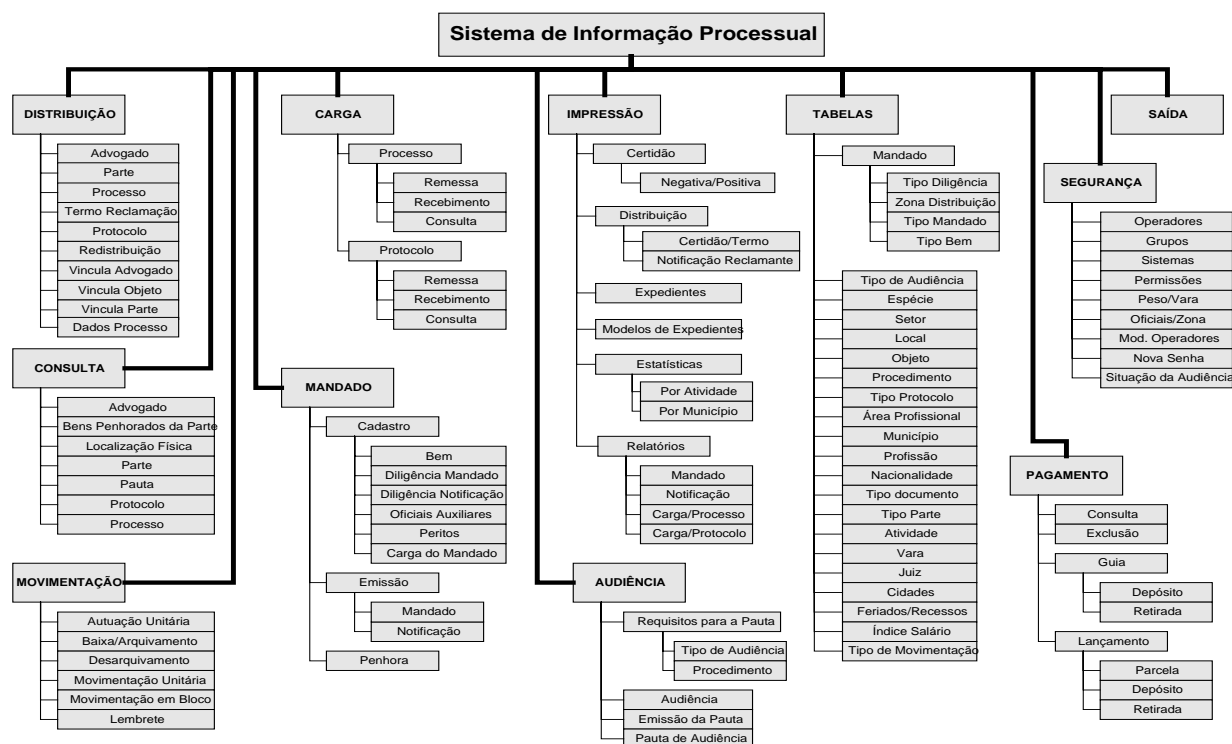 Sistema de Informação Processual
DISTRIBUIÇÃO
Advogado
Parte
Processo
Termo Reclamação
Protocolo
Redistribuição
Vincula Advogado
Vincula Objeto
Vincula Parte
Dados Processo
CONSULTA
Advogado
Bens Penhorados da Parte
Localização Física
Parte
Pauta
Protocolo
Processo
MOVIMENTAÇÃO
Autuação Unitária
Baixa/Arquivamento
Desarquivamento
Movimentação Unitária
Movimentação em Bloco
Lembrete
CARGA
Processo
Remessa
Recebimento
Consulta
Protocolo
Remessa
Recebimento
Consulta
MANDADO
Cadastro
Bem
Diligência Mandado
Diligência Notificação
Oficiais Auxiliares
Peritos
Carga do Mandado
Emissão
Mandado
Notificação
Penhora
IMPRESSÃO
Certidão
Negativa/Positiva
Distribuição
Certidão/Termo
Notificação Reclamante
Expedientes
Modelos de Expedientes
Estatísticas
Por Atividade
Por Município
Relatórios
Mandado
Notificação
Carga/Processo
Carga/Protocolo
AUDIÊNCIA
Requisitos para a Pauta
Tipo de Audiência
Procedimento
Audiência
Emissão da Pauta
Pauta de Audiência
TABELAS
Mandado
Tipo Diligência
Zona Distribuição
Tipo Mandado
Tipo Bem
Tipo de Audiência
Espécie
Setor
Local
Objeto
Procedimento
Tipo Protocolo
Área Profissional
Município
Profissão
Nacionalidade
Tipo documento
Tipo Parte
Atividade
Vara
Juiz
Cidades
Feriados/Recessos
Índice Salário
Tipo de Movimentação
SAÍDA
SEGURANÇA
Operadores
Grupos
Sistemas
Permissões
Peso/Vara
Oficiais/Zona
Mod. Operadores
Nova Senha
Situação da Audiência
PAGAMENTO
Consulta
Exclusão
Guia
Depósito
Retirada
Lançamento
Parcela
Depósito
Retirada